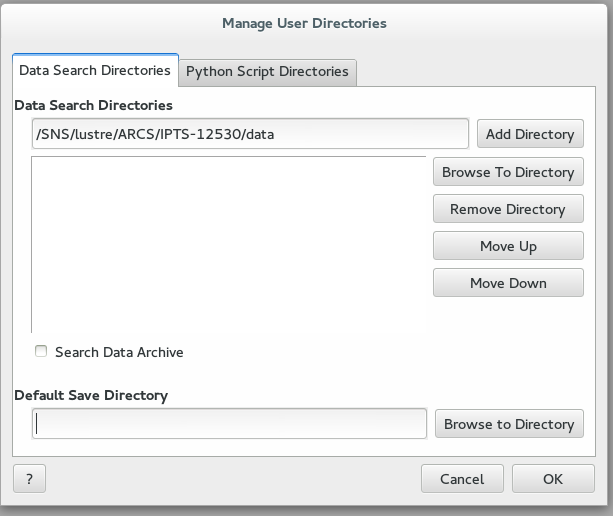 Manage User Directories
Data Search Directories Python Script Directories
Data Search Directories
/SNS/lustre/ARCS/IPTS-12530/data Add Directory
Browse To Directory
Remove Directory
Move Up
Move Down
Search Data Archive
Default Save Directory
Browse to Directory
? Cancel OK